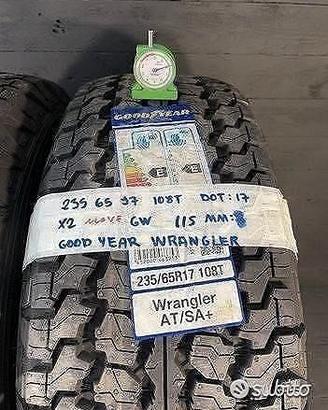 GOODYEAR
E
E
235 65 17 108T DOT:17
X2 NUOVE GW 115 MM:8
GOOD YEAR WRANGLER
235/65R17 108T
Wrangler
AT/SA+
subito